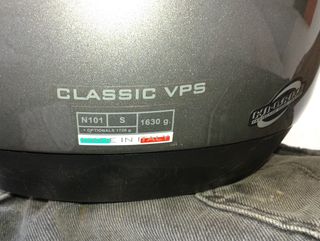 CLASSIC VPS
N101 S 1630 g.
+ OPTIONALS
IN ITALY